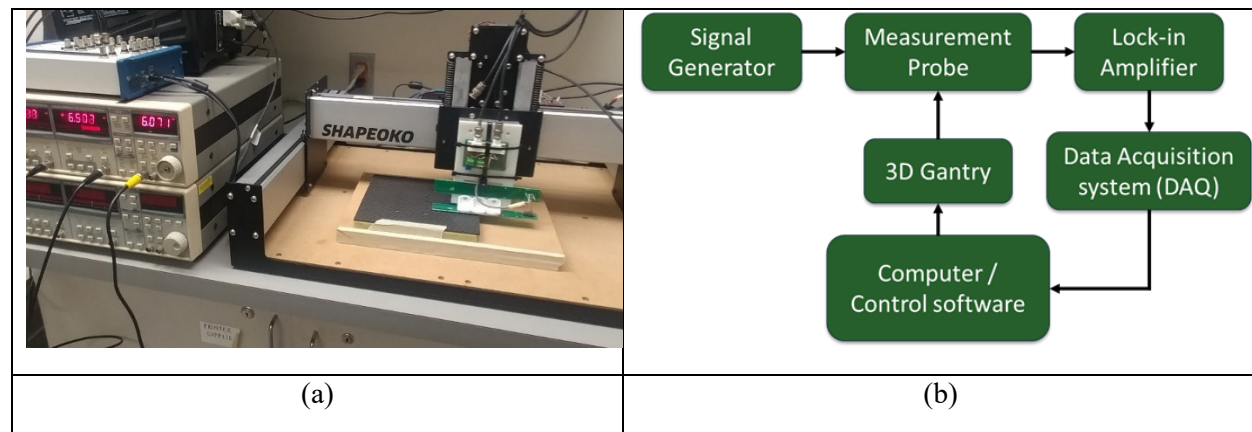 6.503
6.071
SHAPEOKO
PRINTER
Signal
Generator
Measurement
Probe
Lock-in
Amplifier
3D Gantry
Data Acquisition
system (DAQ)
Computer /
Control software
(a)
(b)